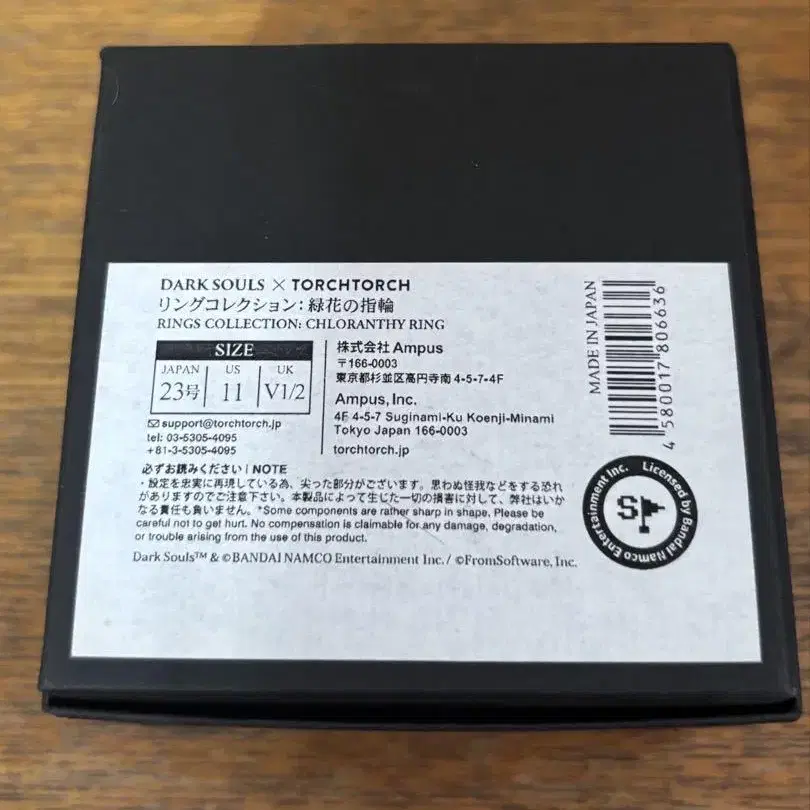 DARK SOULS × TORCHTORCH
リングコレクション：緑花の指輪
RINGS COLLECTION: CHLORANTHY RING
SIZE
JAPAN US UK
23号 11 V1/2
support@torchtorch.jp
tel: 03-5305-4095
+81-3-5305-4095
株式会社 Ampus
〒166-0003
東京都杉並区高円寺南 4-5-7-4F
Ampus, Inc.
4F 4-5-7 Suginami-Ku Koenji-Minami
Tokyo Japan 166-0003
torchtorch.jp
必ずお読みください | NOTE
・設定を忠実に再現している為、尖った部分がございます。思わぬ怪我などをする恐れ
がありますのでご注意下さい。本製品によって生じた一切の損害に対して、弊社はいか
なる責任も負いません。*Some components are rather sharp in shape. Please be
careful not to get hurt. No compensation is claimable for any damage, degradation,
or trouble arising from the use of this product.
Dark Souls™ & ©BANDAI NAMCO Entertainment Inc. / ©FromSoftware, Inc.
MADE IN JAPAN
4 580017 806636
Licensed by Bandai Namco Entertainment Inc.